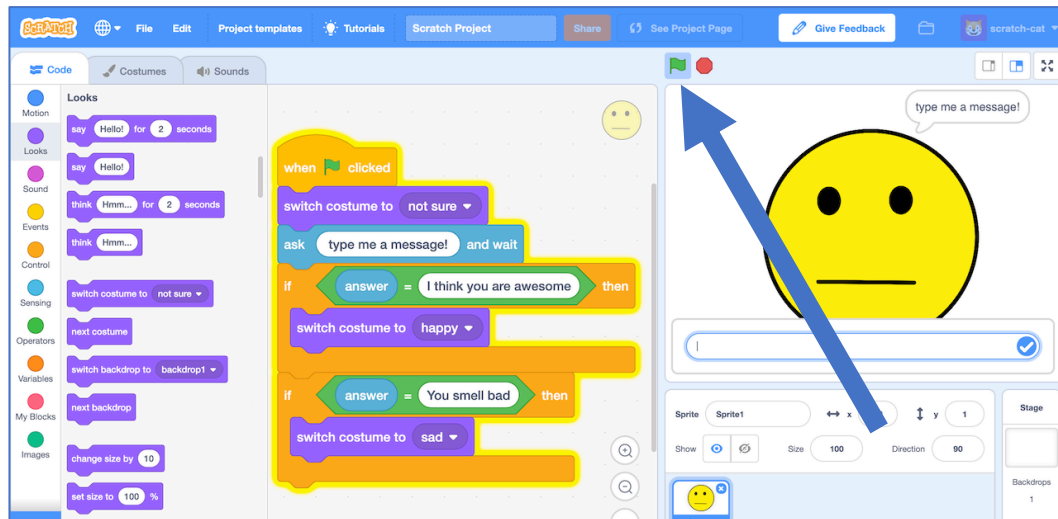 SCRATCH File Edit Project templates Tutorials Scratch Project Share See Project Page Give Feedback scratch-cat
Code Costumes Sounds
Motion
Looks
Sound
Events
Control
Sensing
Operators
Variables
My Blocks
Images
Looks
say Hello! for 2 seconds
say Hello!
think Hmm... for 2 seconds
think Hmm...
switch costume to not sure
next costume
switch backdrop to backdrop1
next backdrop
change size by 10
set size to 100 %
when clicked
switch costume to not sure
ask type me a message! and wait
if answer = I think you are awesome then
switch costume to happy
if answer = You smell bad then
switch costume to sad
type me a message!
Sprite Sprite1 x y 1
Show Size 100 Direction 90
Stage
Backdrops
1